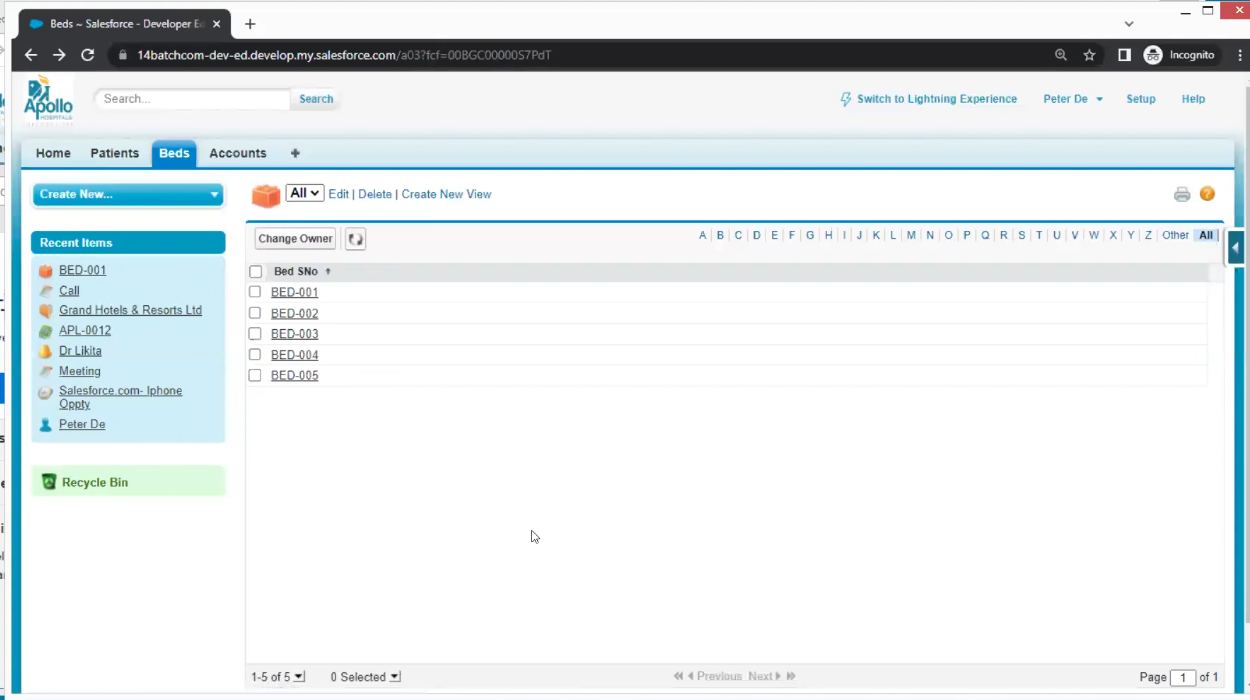 Beds ~ Salesforce - Developer E
14batchcom-dev-ed.develop.my.salesforce.com/a03?fcf=00BGC00000S7PdT
Incognito
Apollo
HOSPITALS
Search...
Search
Switch to Lightning Experience
Peter De
Setup
Help
Home
Patients
Beds
Accounts
Create New...
All
Edit | Delete | Create New View
Recent Items
BED-001
Call
Grand Hotels & Resorts Ltd
APL-0012
Dr Likita
Meeting
Salesforce.com- Iphone
Oppty
Peter De
Recycle Bin
Change Owner
A | B | C | D | E | F | G | H | I | J | K | L | M | N | O | P | Q | R | S | T | U | V | W | X | Y | Z | Other | All
Bed SNo
BED-001
BED-002
BED-003
BED-004
BED-005
1-5 of 5
0 Selected
Previous Next
Page 1 of 1